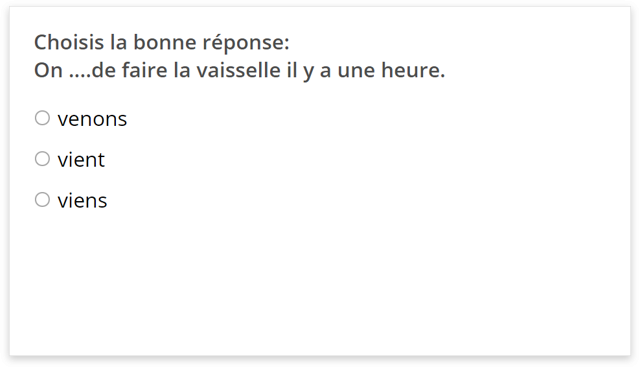 Choisis la bonne réponse:
On ....de faire la vaisselle il y a une heure.
venons
vient
viens